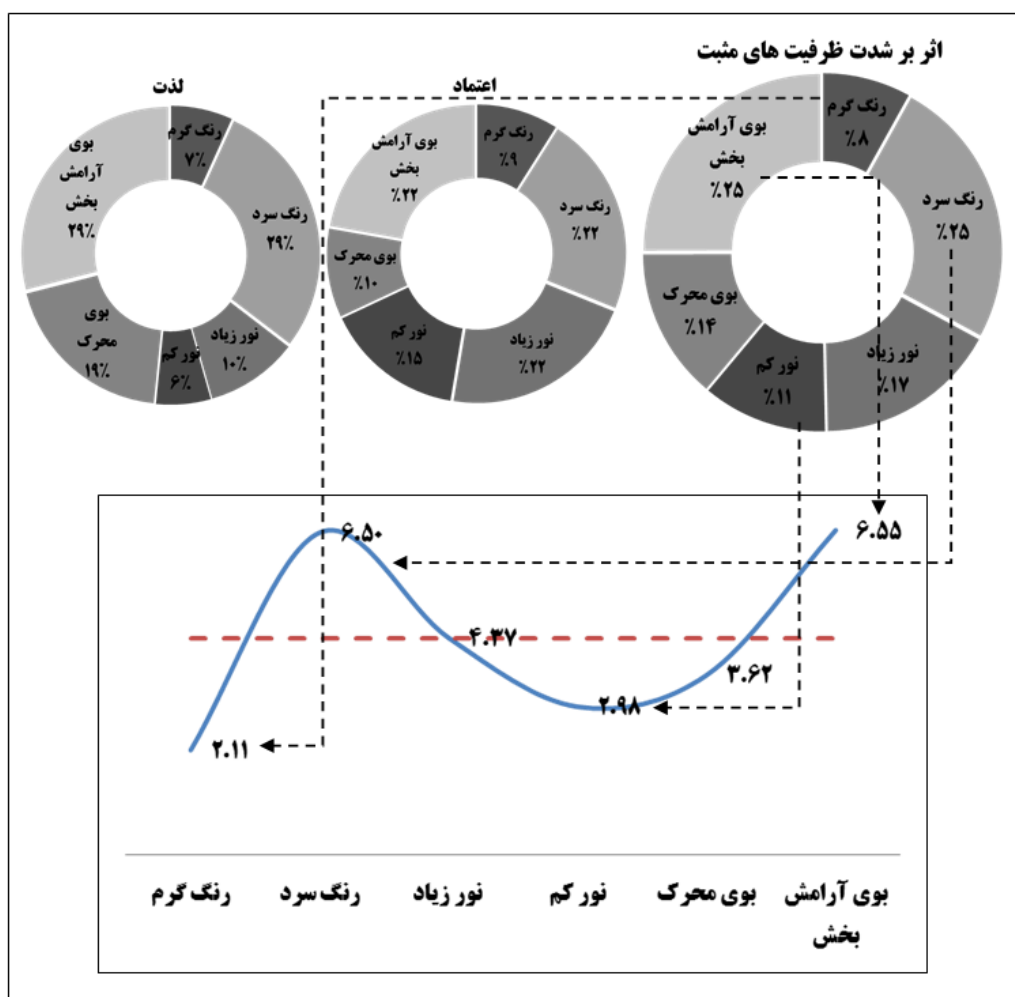 اثر بر شدت ظرفیت های مثبت
رنگ گرم
%۸
رنگ سرد
%۲۵
نور زیاد
%۱۷
نور کم
%۱۱
بوی محرک
%۱۴
بوی آرامش
بخش
%۲۵
اعتماد
رنگ گرم
%۹
رنگ سرد
%۲۲
نور زیاد
%۲۲
نور کم
%۱۵
بوی محرک
%۱۰
بوی آرامش
بخش
%۲۲
لذت
رنگ گرم
۷%
رنگ سرد
۲۹%
نور زیاد
۱۰%
نور کم
۶%
بوی
محرک
۱۹%
بوی
آرامش
بخش
۲۹%
۲.۱۱
۶.۵۰
۴.۳۷
۲.۹۸
۳.۶۲
۶.۵۵
رنگ گرم
رنگ سرد
نور زیاد
نور کم
بوی محرک
بوی آرامش
بخش